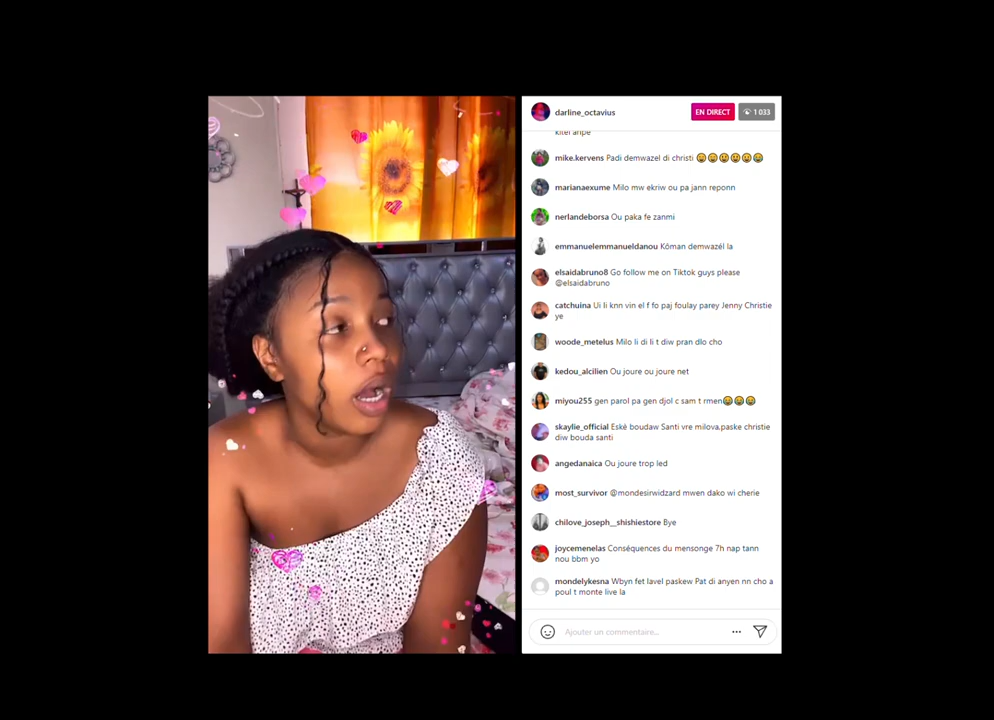 darline_octavius EN DIRECT 1 033
kitel anpe
mike.kervens Padi demwazel di christi 😄😄😄😄😄😂
marianaexume Milo mw ekriw ou pa jann reponn
nerlandeborsa Ou paka fe zanmi
emmanuelemmanueldanou Kôman demwazél la
elsaidabruno8 Go follow me on Tiktok guys please
@elsaidabruno
catchuina Ui li knn vin el f fo paj foulay parey Jenny Christie
ye
woode_metelus Milo li di li t diw pran dlo cho
kedou_alcilien Ou joure ou joure net
miyou255 gen parol pa gen djol c sam t rmen😂😂😂
skaylie_official Eskè boudaw Santi vre milova,paske christie
diw bouda santi
angedanaica Ou joure trop led
most_survivor @mondesirwidzard mwen dako wi cherie
chilove_joseph__shishiestore Bye
joycemenelas Conséquences du mensonge 7h nap tann
nou bbm yo
mondelykesna Wbyn fet lavel paskew Pat di anyen nn cho a
poul t monte live la
Ajouter un commentaire...